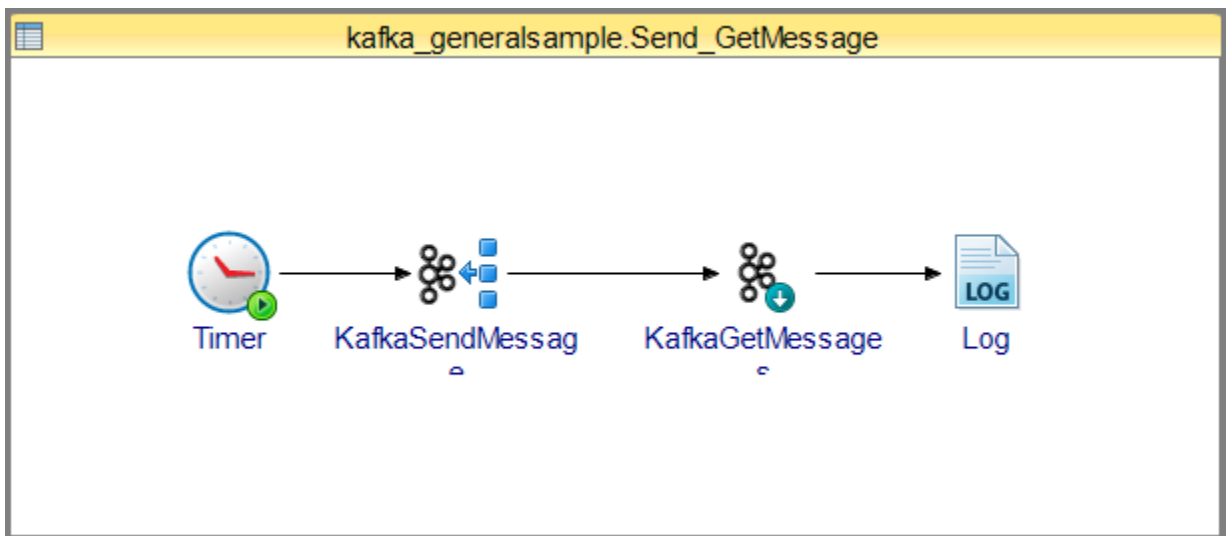 kafka_generalsample.Send_GetMessage
LOG
Timer
KafkaSendMessag
e
KafkaGetMessage
s
Log